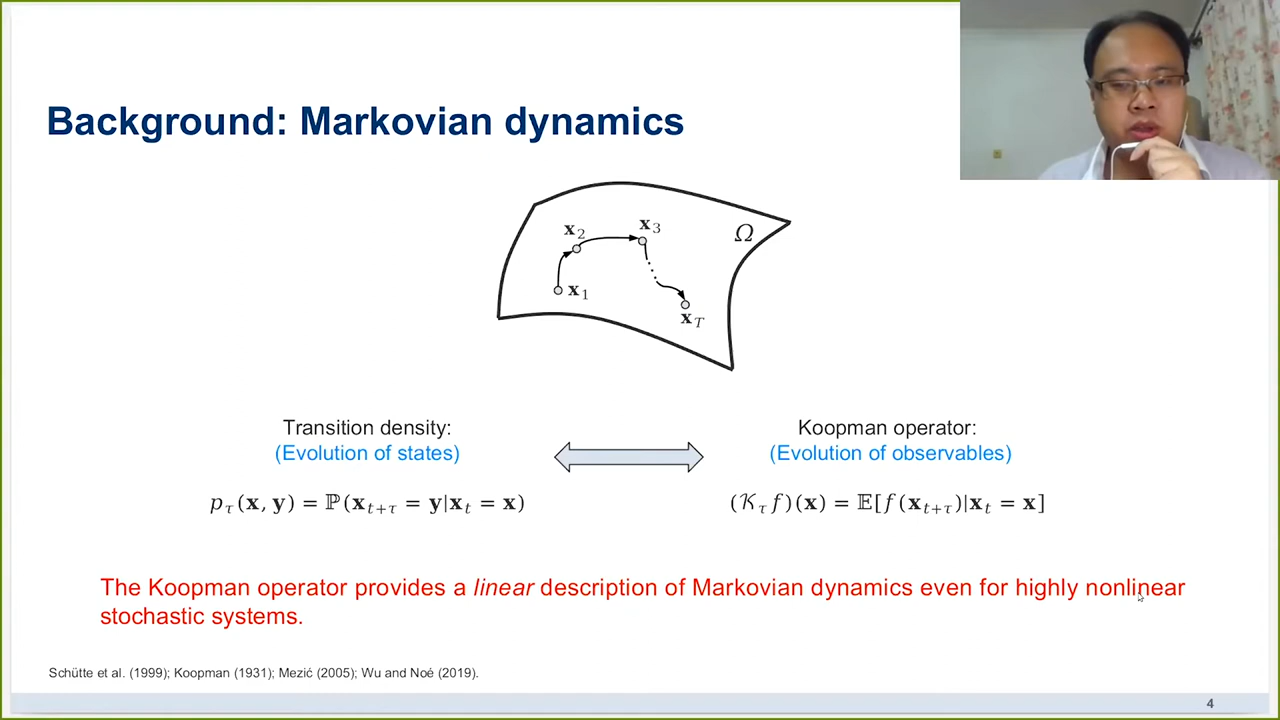 Background: Markovian dynamics
x₂
x₃
Ω
x₁
x_T
Transition density:
(Evolution of states)
Koopman operator:
(Evolution of observables)
p_τ(x, y) = ℙ(x_{t+τ} = y|x_t = x)
(𝒦_τ f)(x) = 𝔼[f(x_{t+τ})|x_t = x]
The Koopman operator provides a linear description of Markovian dynamics even for highly nonlinear
stochastic systems.
Schütte et al. (1999); Koopman (1931); Mezić (2005); Wu and Noé (2019).
4